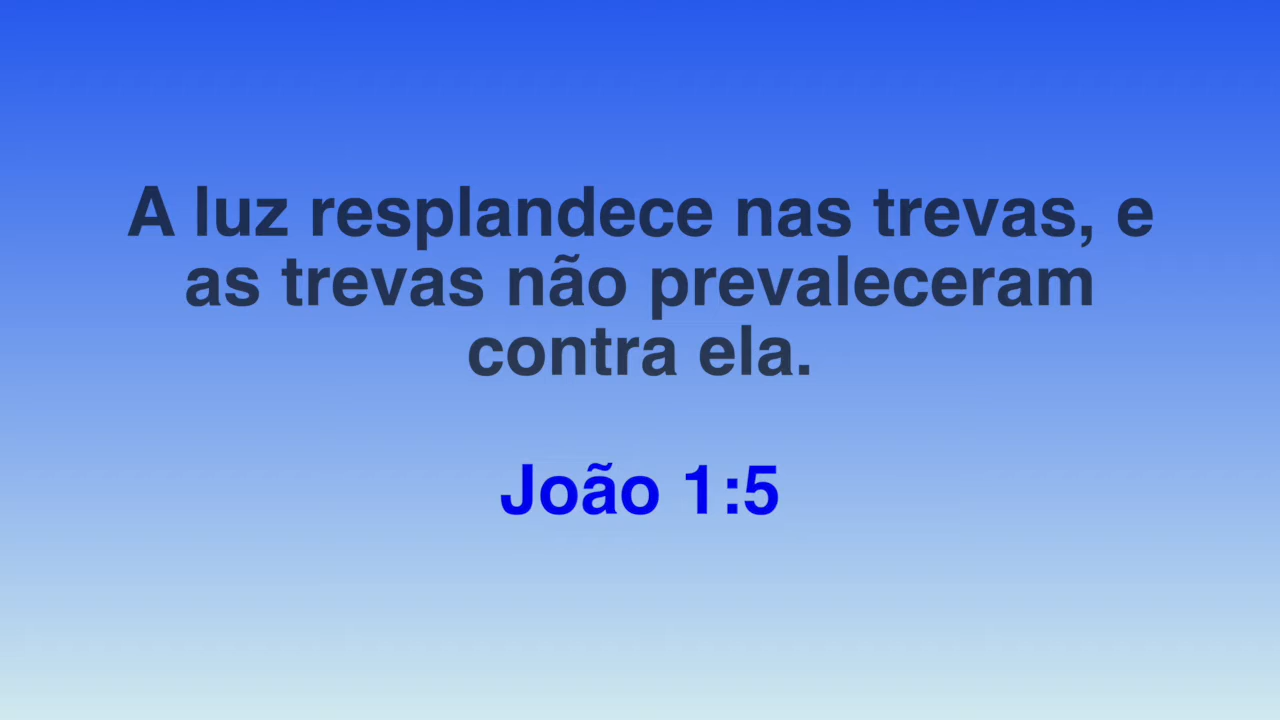 A luz resplandece nas trevas, e
as trevas não prevaleceram
contra ela.
João 1:5